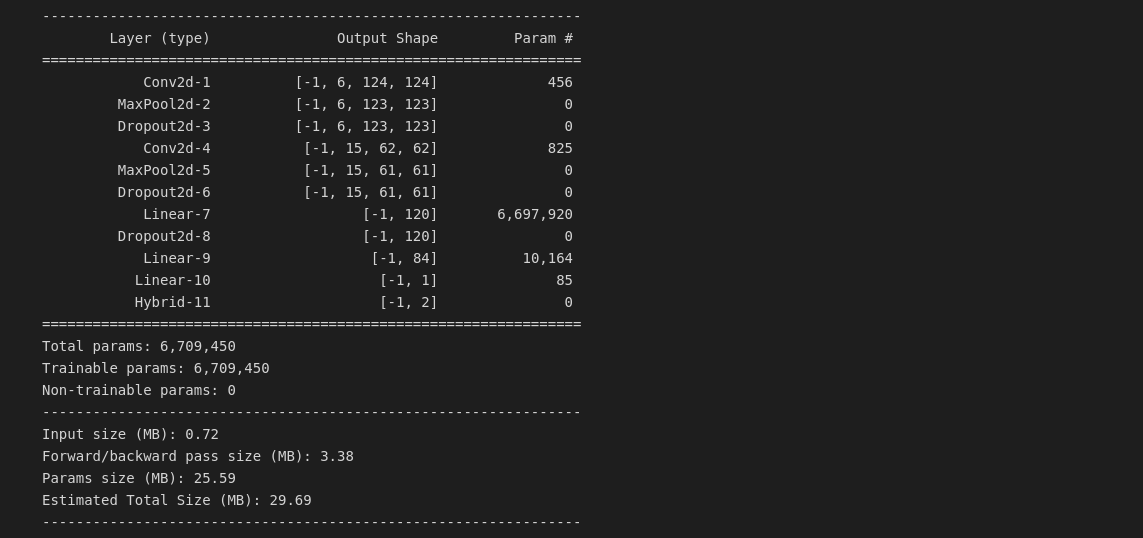 ----------------------------------------------------------------
        Layer (type)               Output Shape         Param #
================================================================
            Conv2d-1          [-1, 6, 124, 124]             456
         MaxPool2d-2          [-1, 6, 123, 123]               0
         Dropout2d-3          [-1, 6, 123, 123]               0
            Conv2d-4           [-1, 15, 62, 62]             825
         MaxPool2d-5           [-1, 15, 61, 61]               0
         Dropout2d-6           [-1, 15, 61, 61]               0
            Linear-7                  [-1, 120]       6,697,920
         Dropout2d-8                  [-1, 120]               0
            Linear-9                   [-1, 84]          10,164
           Linear-10                    [-1, 1]              85
           Hybrid-11                    [-1, 2]               0
================================================================
Total params: 6,709,450
Trainable params: 6,709,450
Non-trainable params: 0
----------------------------------------------------------------
Input size (MB): 0.72
Forward/backward pass size (MB): 3.38
Params size (MB): 25.59
Estimated Total Size (MB): 29.69
----------------------------------------------------------------